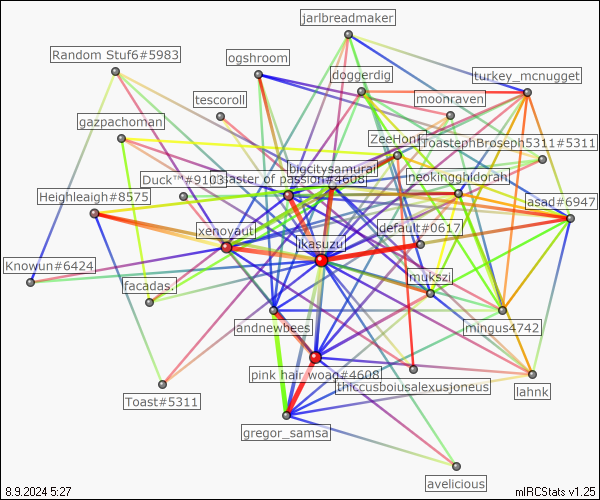 jarlbreadmaker
Random Stuf6#5983
ogshroom
doggerdig
turkey_mcnugget
tescoroll
moonraven
gazpachoman
ZeeHonk
ToastephBroseph5311#5311
bigcitysamurai
Duck™#9103
aster of passion#4608
neokingghidorah
Heighleaigh#8575
asad#6947
xenoyaut
default#0617
ikasuzu
Knowun#6424
mukszi
facadas.
andnewbees
mingus4742
pink hair woag#4608
thiccusboiusalexusjoneus
lahnk
Toast#5311
gregor_samsa
avelicious
8.9.2024 5:27
mIRCStats v1.25